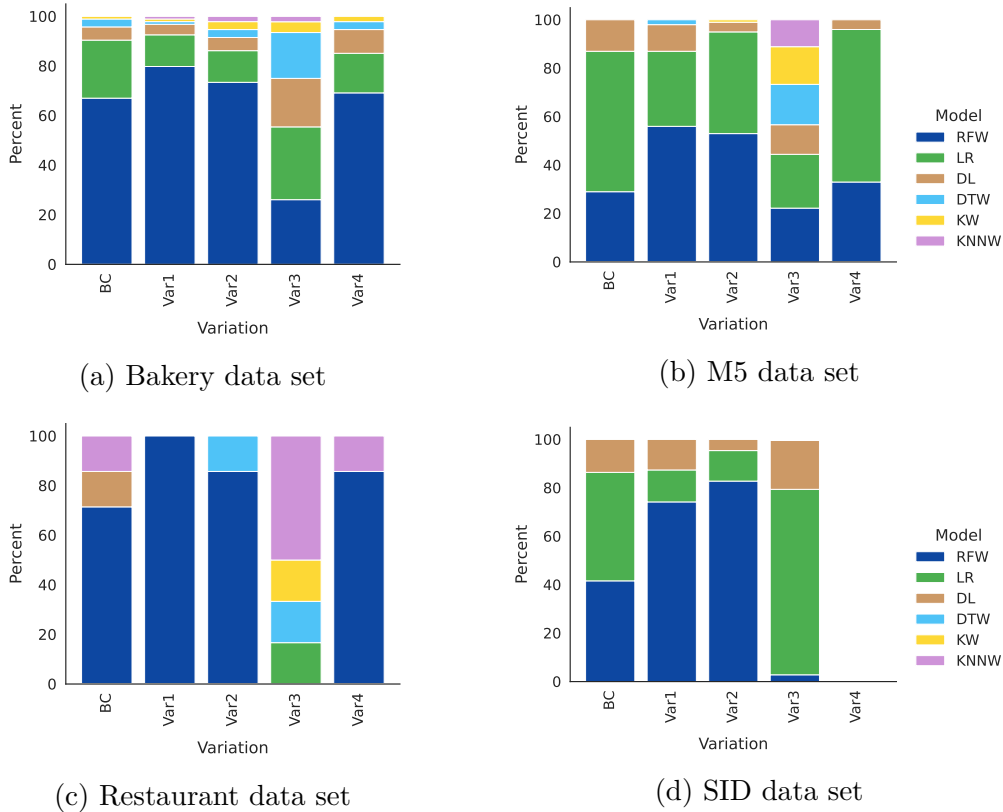 100
80
60
40
20
0
Percent
BC
Var1
Var2
Var3
Var4
Variation
(a) Bakery data set
100
80
60
40
20
0
Percent
BC
Var1
Var2
Var3
Var4
Variation
Model
RFW
LR
DL
DTW
KW
KNNW
(b) M5 data set
100
80
60
40
20
0
Percent
BC
Var1
Var2
Var3
Var4
Variation
(c) Restaurant data set
100
80
60
40
20
0
Percent
BC
Var1
Var2
Var3
Var4
Variation
Model
RFW
LR
DL
DTW
KW
KNNW
(d) SID data set